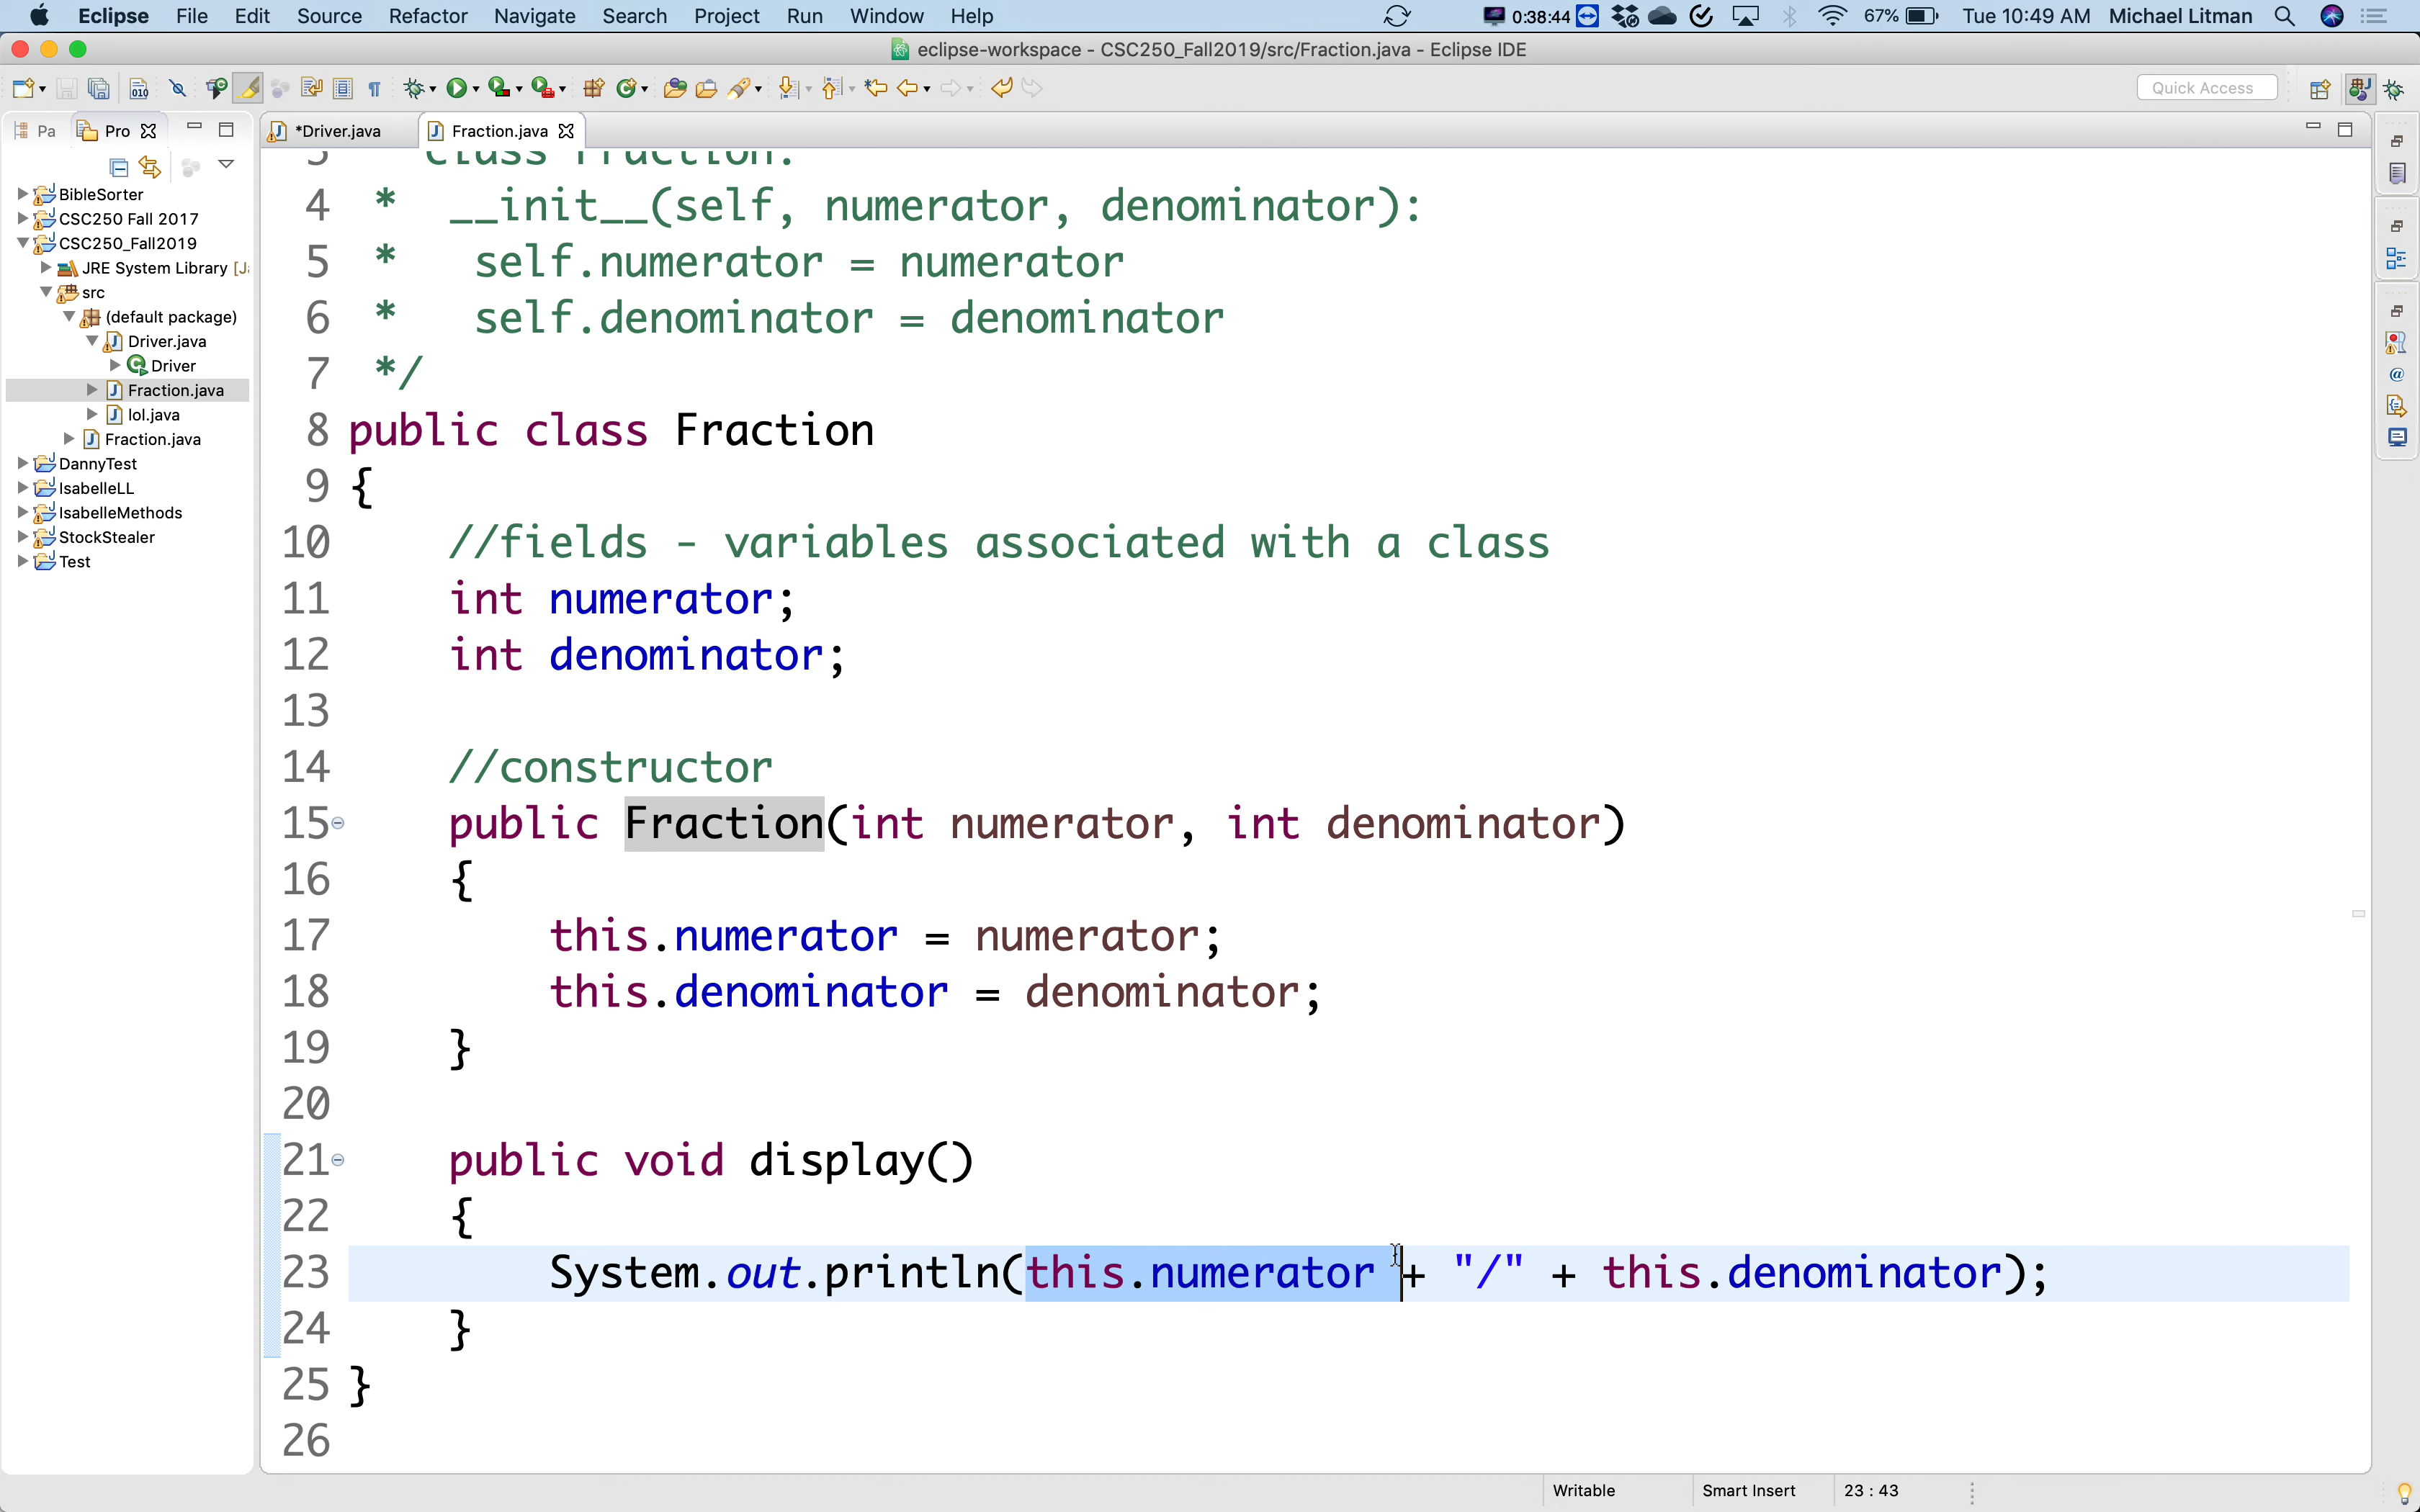 Eclipse File Edit Source Refactor Navigate Search Project Run Window Help 0:38:44 67% Tue 10:49 AM Michael Litman
eclipse-workspace - CSC250_Fall2019/src/Fraction.java - Eclipse IDE
Quick Access
Pa Pro
*Driver.java Fraction.java
BibleSorter
CSC250 Fall 2017
CSC250_Fall2019
JRE System Library [Ja
src
(default package)
Driver.java
Driver
Fraction.java
lol.java
Fraction.java
DannyTest
IsabelleLL
IsabelleMethods
StockStealer
Test
3 class Fraction:
4 * __init__(self, numerator, denominator):
5 * self.numerator = numerator
6 * self.denominator = denominator
7 */
8 public class Fraction
9 {
10 //fields - variables associated with a class
11 int numerator;
12 int denominator;
13
14 //constructor
15 public Fraction(int numerator, int denominator)
16 {
17 this.numerator = numerator;
18 this.denominator = denominator;
19 }
20
21 public void display()
22 {
23 System.out.println(this.numerator + "/" + this.denominator);
24 }
25 }
26
Writable Smart Insert 23 : 43